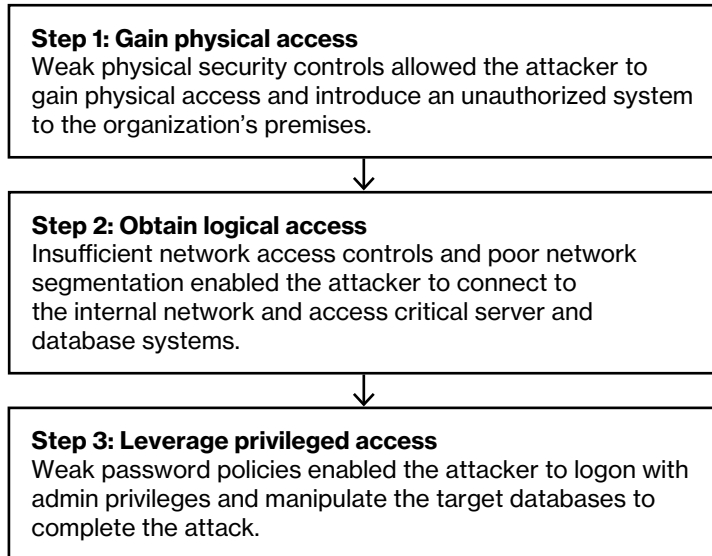 Step 1: Gain physical access
Weak physical security controls allowed the attacker to
gain physical access and introduce an unauthorized system
to the organization's premises.
Step 2: Obtain logical access
Insufficient network access controls and poor network
segmentation enabled the attacker to connect to
the internal network and access critical server and
database systems.
Step 3: Leverage privileged access
Weak password policies enabled the attacker to logon with
admin privileges and manipulate the target databases to
complete the attack.